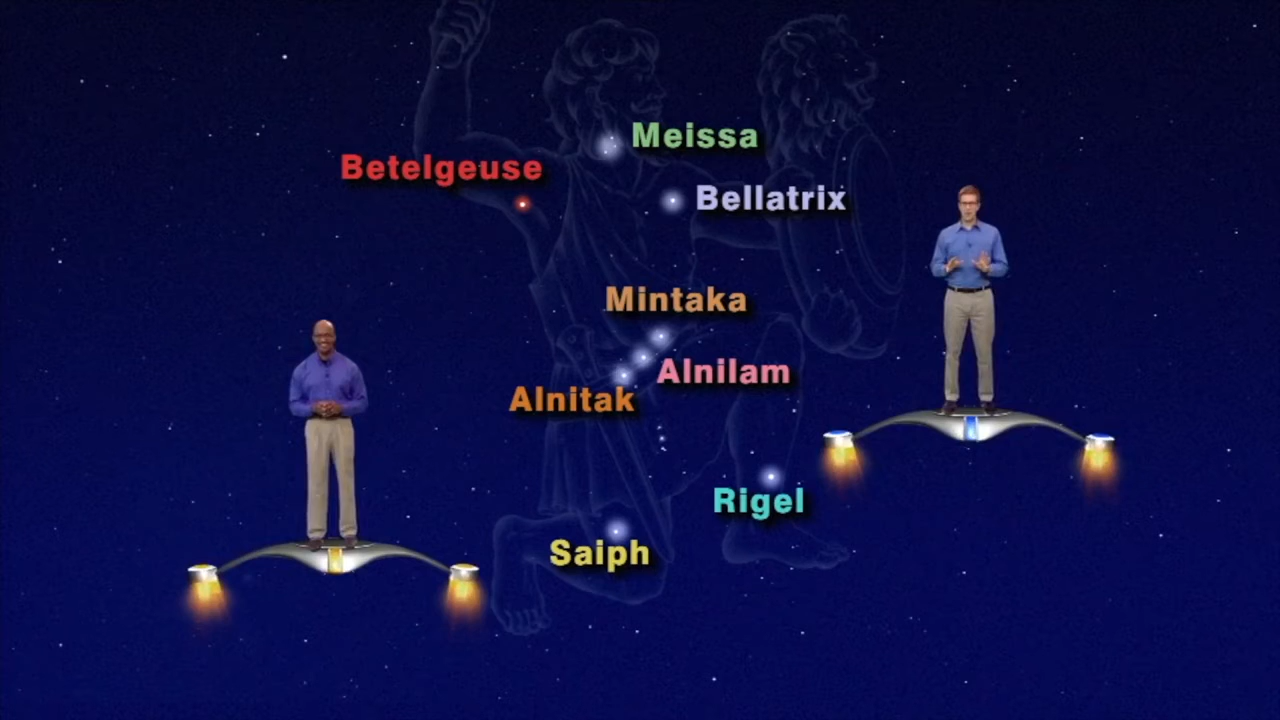 Meissa
Betelgeuse
Bellatrix
Mintaka
Alnilam
Alnitak
Rigel
Saiph